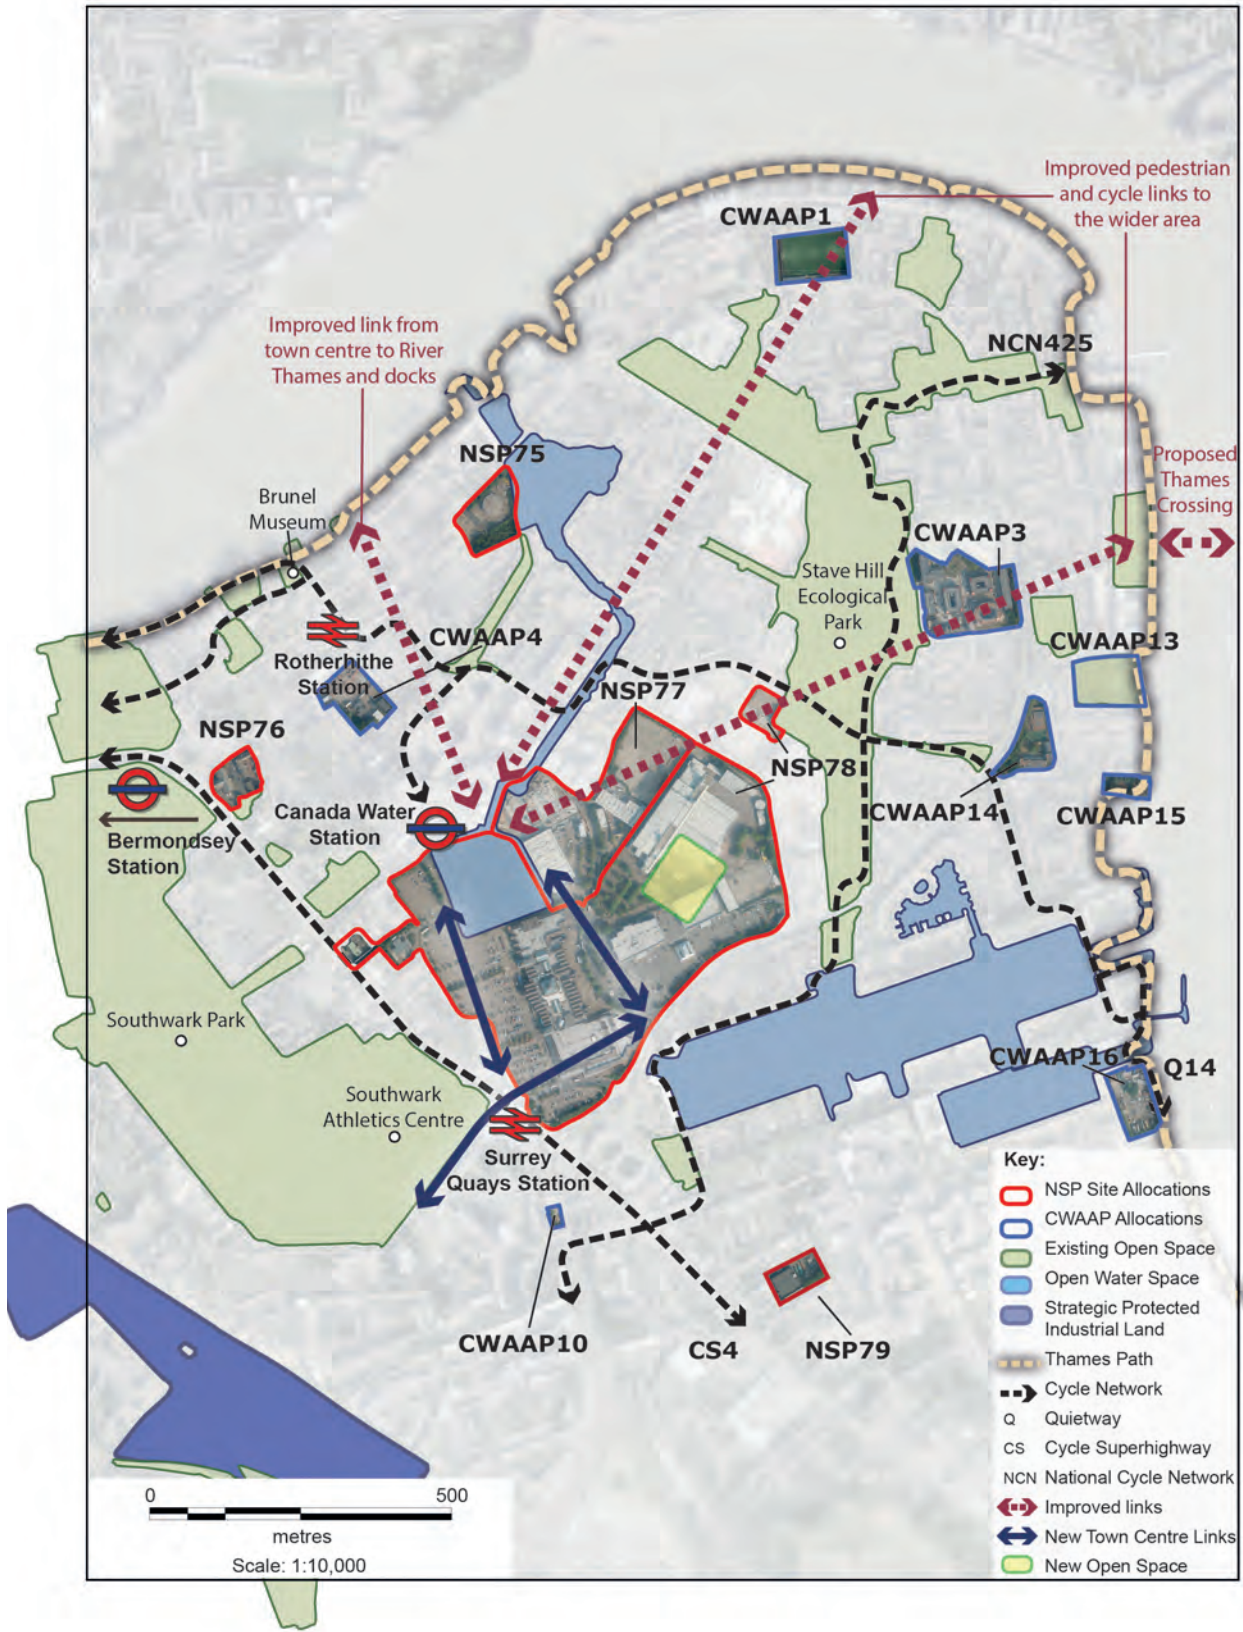 Improved pedestrian
and cycle links to
the wider area
CWAAP1
Improved link from
town centre to River
Thames and docks
NCN425
NSP75
Proposed
Thames
Crossing
Brunel
Museum
CWAAP3
Stave Hill
Ecological
Park
CWAAP4
CWAAP13
Rotherhithe
Station
NSP77
NSP76
NSP78
CWAAP14
CWAAP15
Canada Water
Station
Bermondsey
Station
Southwark Park
CWAAP16
Q14
Southwark
Athletics Centre
Surrey
Quays Station
CWAAP10
CS4
NSP79
Key:
NSP Site Allocations
CWAAP Allocations
Existing Open Space
Open Water Space
Strategic Protected
Industrial Land
Thames Path
Cycle Network
Q Quietway
CS Cycle Superhighway
NCN National Cycle Network
Improved links
New Town Centre Links
New Open Space
0 500
metres
Scale: 1:10,000